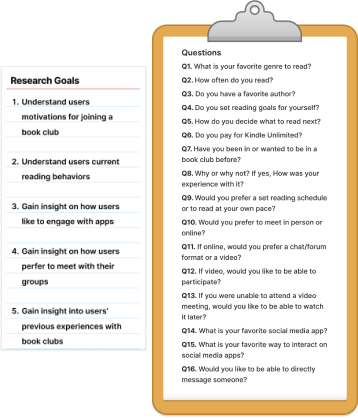 Research Goals
1. Understand users
motivations for joining a
book club
2. Understand users current
reading behaviors
3. Gain insight on how users
like to engage with apps
4. Gain insight on how users
perfer to meet with their
groups
5. Gain insight into users'
previous experiences with
book clubs
Questions
Q1. What is your favorite genre to read?
Q2. How often do you read?
Q3. Do you have a favorite author?
Q4. Do you set reading goals for yourself?
Q5. How do you decide what to read next?
Q6. Do you pay for Kindle Unlimited?
Q7. Have you been in or wanted to be in a
book club before?
Q8. Why or why not? If yes, How was your
experience with it?
Q9. Would you prefer a set reading schedule
or to read at your own pace?
Q10. Would you prefer to meet in person or
online?
Q11. If online, would you prefer a chat/forum
format or a video?
Q12. If video, would you like to be able to
participate?
Q13. If you were unable to attend a video
meeting, would you like to be able to watch
it later?
Q14. What is your favorite social media app?
Q15. What is your favorite way to interact on
social media apps?
Q16. Would you like to be able to directly
message someone?